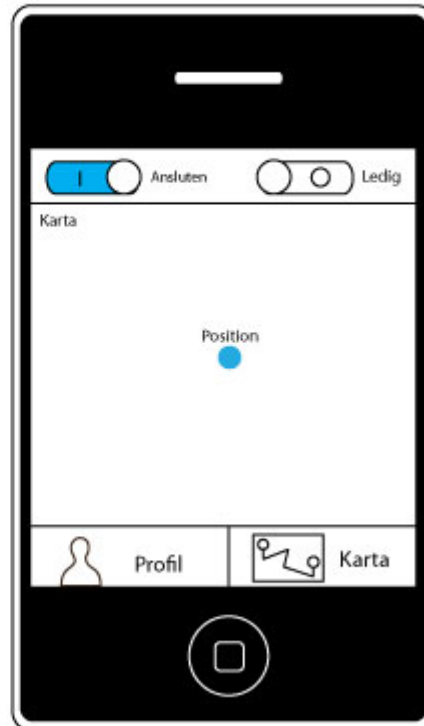 Ansluten
Ledig
Karta
Position
Profil
Karta